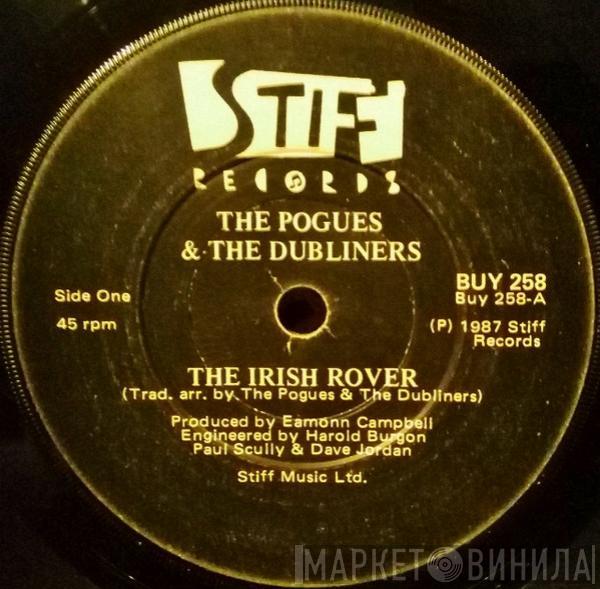 STIFF
RECORDS
THE POGUES
& THE DUBLINERS
Side One
45 rpm
BUY 258
Buy 258-A
(P) 1987 Stiff
Records
THE IRISH ROVER
(Trad. arr. by The Pogues & The Dubliners)
Produced by Eamonn Campbell
Engineered by Harold Burgon
Paul Scully & Dave Jordan
Stiff Music Ltd.
МАРКЕТ ВИНИЛА